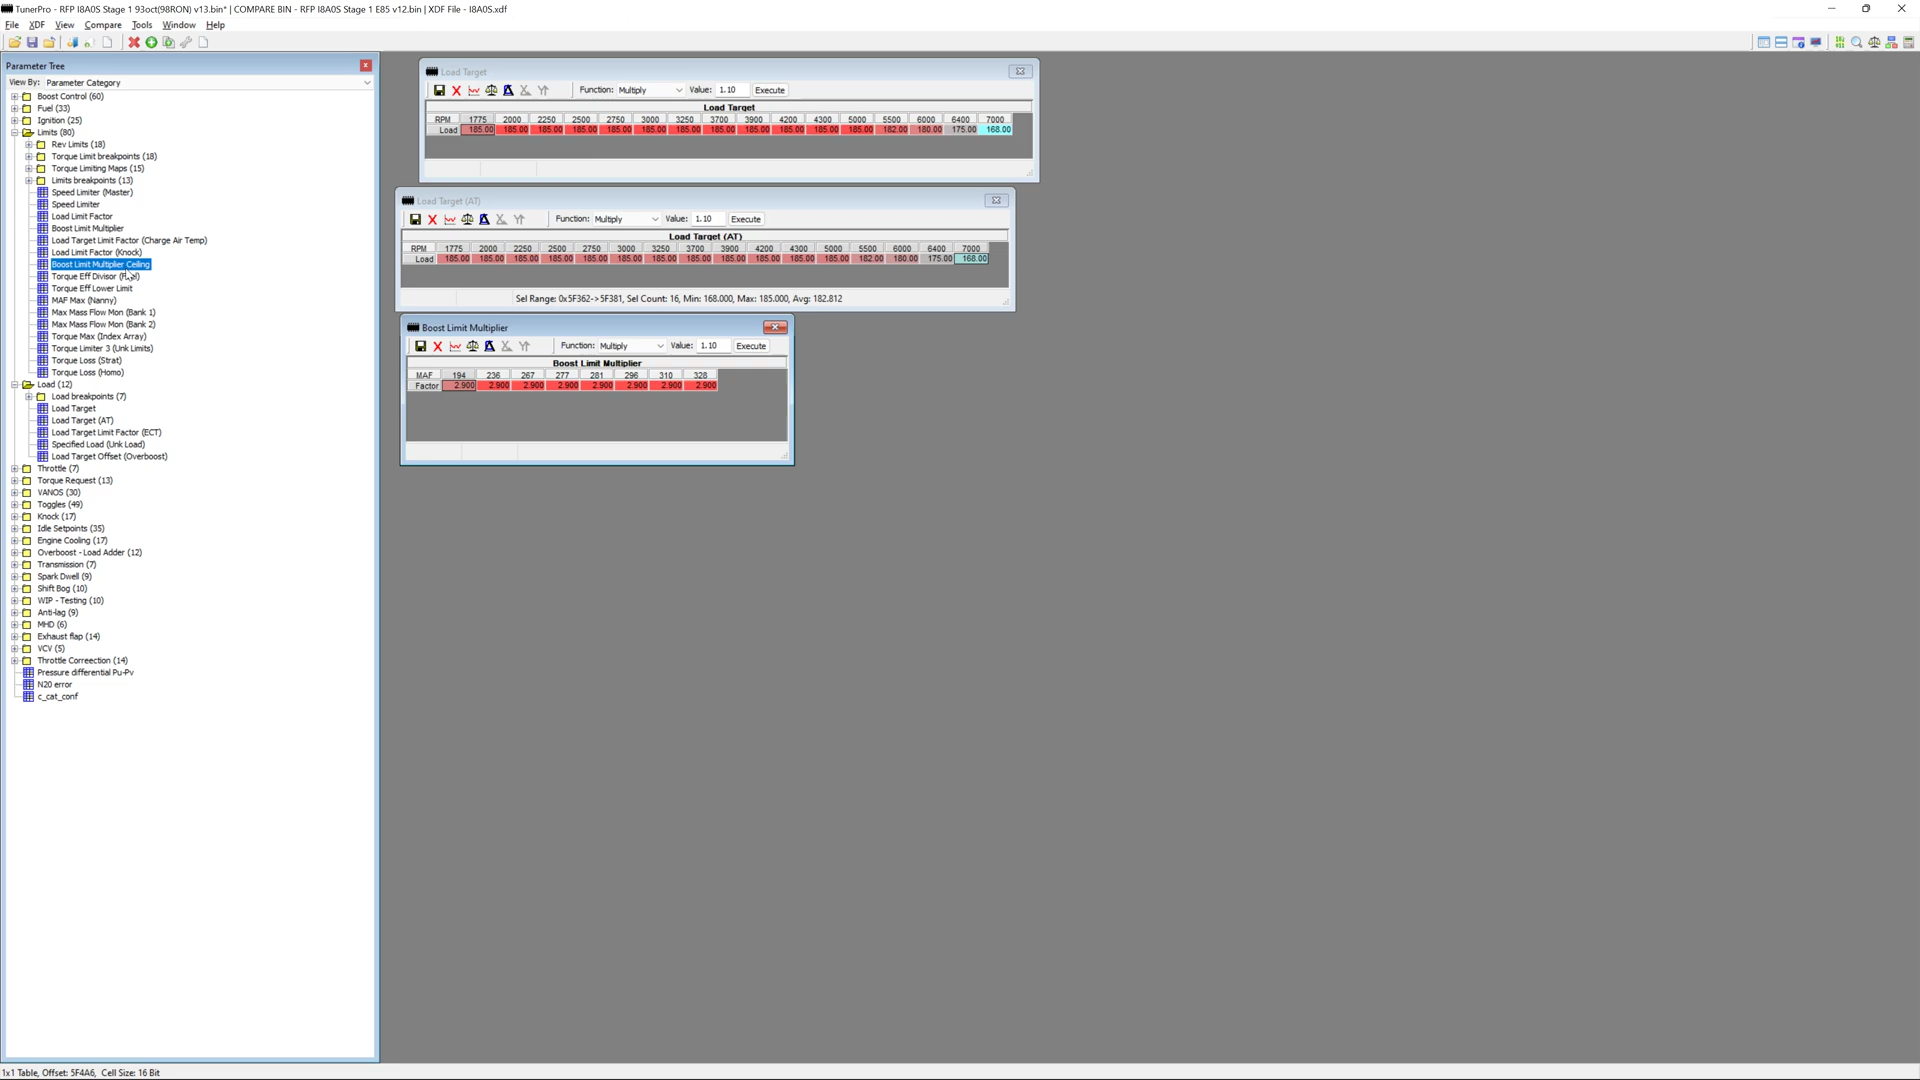 TunerPro - RFP I8A0S Stage 1 93oct(98RON) v13.bin* | COMPARE BIN - RFP I8A0S Stage 1 E85 v12.bin | XDF File - I8A0S.xdf
File XDF View Compare Tools Window Help
Parameter Tree
View By: Parameter Category
Boost Control (60)
Fuel (33)
Ignition (25)
Limits (80)
Rev Limits (18)
Torque Limit breakpoints (18)
Torque Limiting Maps (15)
Limits breakpoints (13)
Speed Limiter (Master)
Speed Limiter
Load Limit Factor
Boost Limit Multiplier
Load Target Limit Factor (Charge Air Temp)
Load Limit Factor (Knock)
Boost Limit Multiplier Ceiling
Torque Eff Divisor
Torque Eff Lower Limit
MAF Max (Nanny)
Max Mass Flow Mon (Bank 1)
Max Mass Flow Mon (Bank 2)
Torque Max (Index Array)
Torque Limiter 3 (Unk Limits)
Torque Loss (Strat)
Torque Loss (Homo)
Load (12)
Load breakpoints (7)
Load Target
Load Target (AT)
Load Target Limit Factor (ECT)
Specified Load (Unk Load)
Load Target Offset (Overboost)
Throttle (7)
Torque Request (13)
VANOS (30)
Toggles (49)
Knock (17)
Idle Setpoints (35)
Engine Cooling (17)
Overboost - Load Adder (12)
Transmission (7)
Spark Dwell (9)
Shift Bog (10)
WIP - Testing (10)
Anti-lag (9)
MHD (6)
Exhaust flap (14)
VCV (5)
Throttle Correection (14)
Pressure differential Pu-Pv
N20 error
c_cat_conf
Load Target
Function: Multiply Value: 1.10 Execute
Load Target
RPM 1775 2000 2250 2500 2750 3000 3250 3700 3900 4200 4300 5000 5500 6000 6400 7000
Load 185.00 185.00 185.00 185.00 185.00 185.00 185.00 185.00 185.00 185.00 185.00 185.00 182.00 180.00 175.00 168.00
Load Target (AT)
Function: Multiply Value: 1.10 Execute
Load Target (AT)
RPM 1775 2000 2250 2500 2750 3000 3250 3700 3900 4200 4300 5000 5500 6000 6400 7000
Load 185.00 185.00 185.00 185.00 185.00 185.00 185.00 185.00 185.00 185.00 185.00 185.00 182.00 180.00 175.00 168.00
Sel Range: 0x5F362->5F381, Sel Count: 16, Min: 168.000, Max: 185.000, Avg: 182.812
Boost Limit Multiplier
Function: Multiply Value: 1.10 Execute
Boost Limit Multiplier
MAF 194 236 267 277 281 296 310 328
Factor 2.900 2.900 2.900 2.900 2.900 2.900 2.900 2.900
1x1 Table, Offset: 5F4A6, Cell Size: 16 Bit